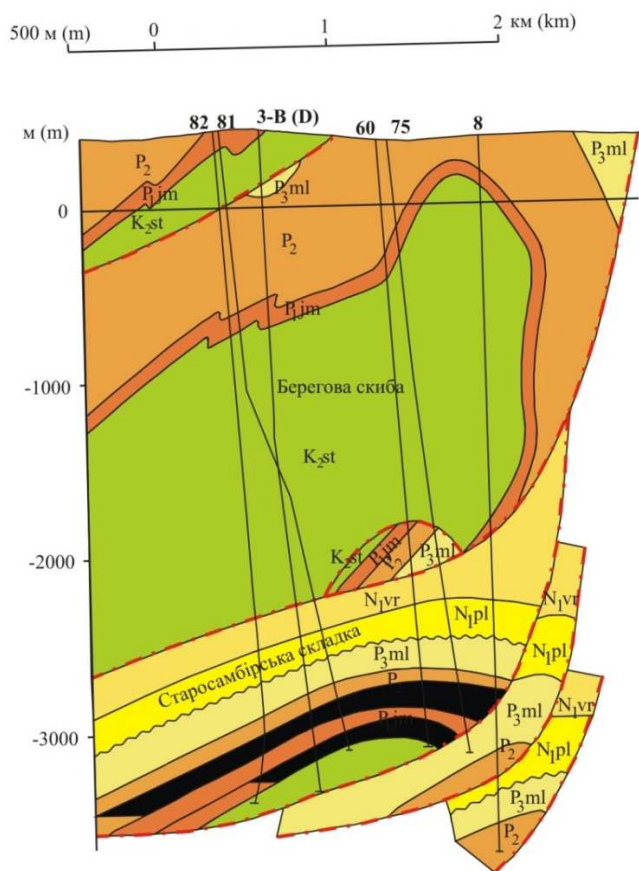 500 м (m) 0 1 2 км (km)
м (m) 82 81 3-В (D) 60 75 8
P₂ P₃ml
P₁jm P₃ml
0 K₂st
P₂
P₁jm
-1000
Берегова скиба
K₂st
-2000
K₂st P₁jm P₂ P₃ml
N₁vr N₁vr
N₁pl
Старосамбірська складка N₁pl
P₃ml
P
P₃ml N₁vr
P₁jm
-3000 P₂ N₁pl
P₃ml
P₂